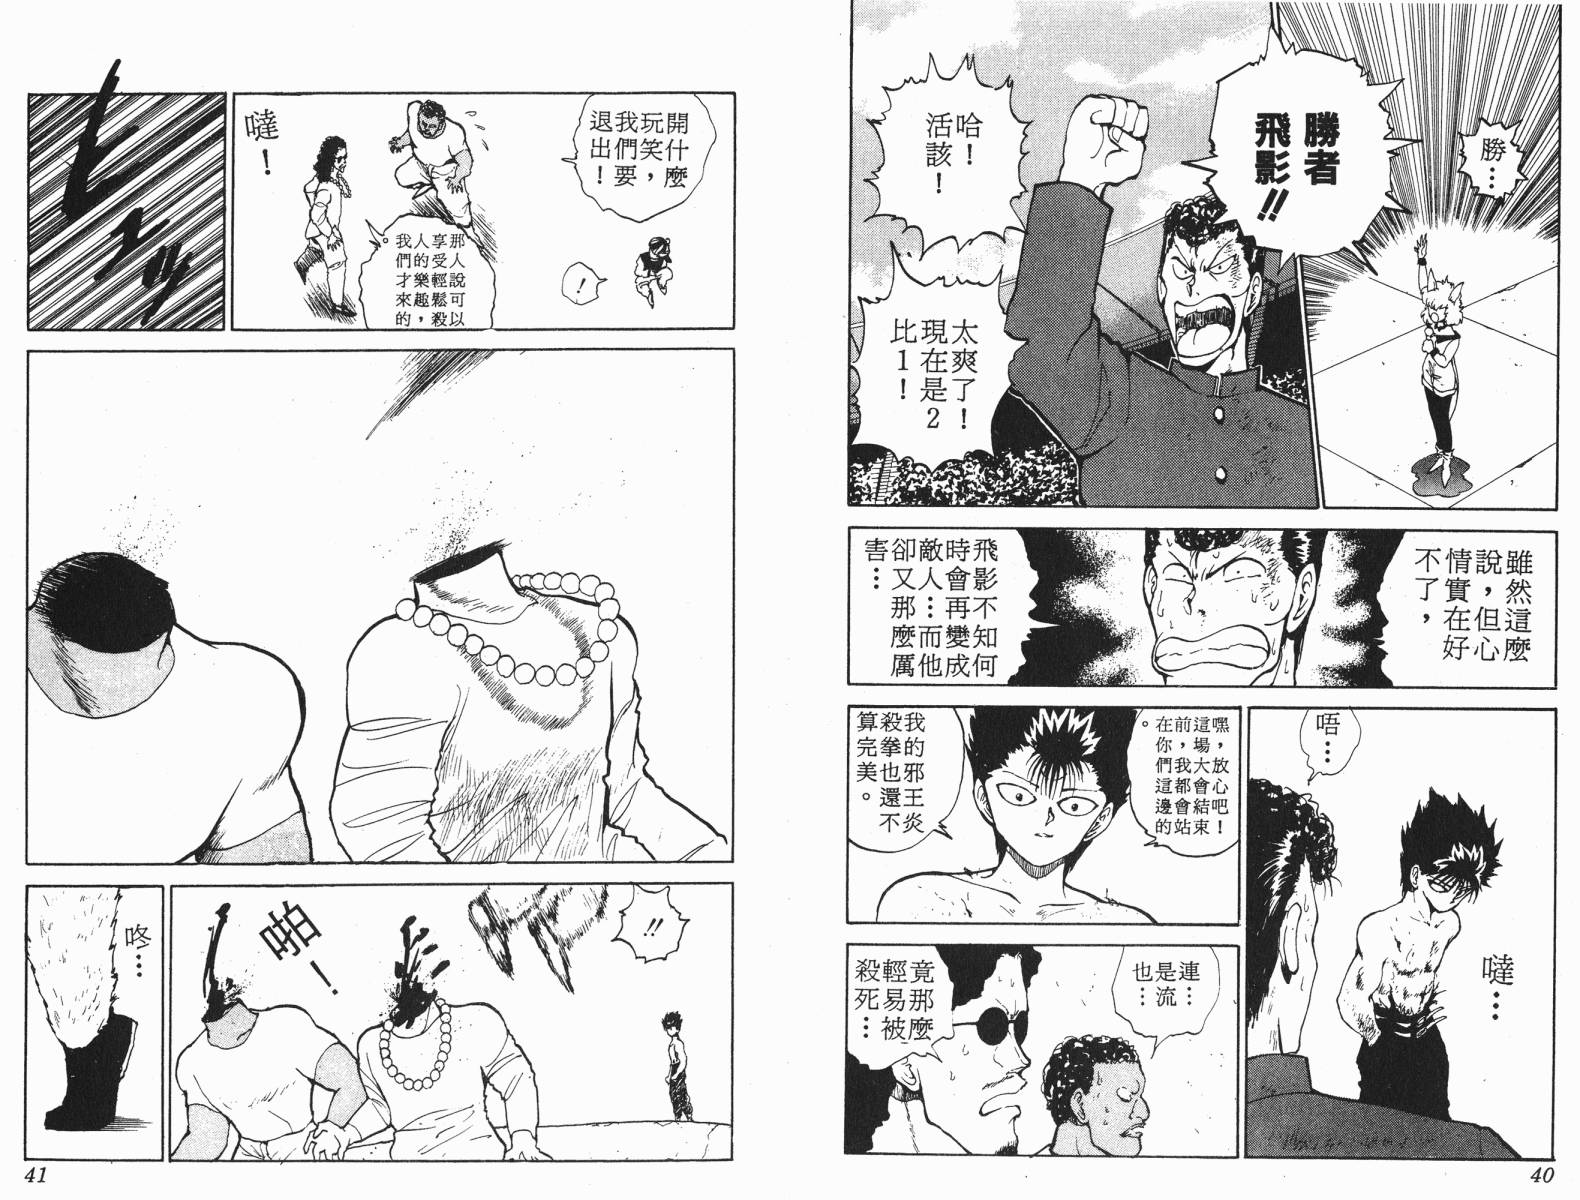 勝…
勝者
飛影!!
哈！
活該！
太爽了！
現在是2
比1！
雖然這麼
說，但心
情實在好
不了，
飛影不知何
時會再變成
敵人…而他
卻又那麼厲
害…
唔…
噠…
嘿，放心吧！
這場大會結束
前，我都會站
在你們這邊的
。
我的邪王炎
殺拳也還不
算完美。
連…
是流
也…
竟那麼
輕易被
殺死…
40
開什麼
玩笑，
我們要
退出！
！
那人說可以
享受輕鬆殺
人的樂趣，
我們才來的
。
噠！
!!
啪！
咚…
41